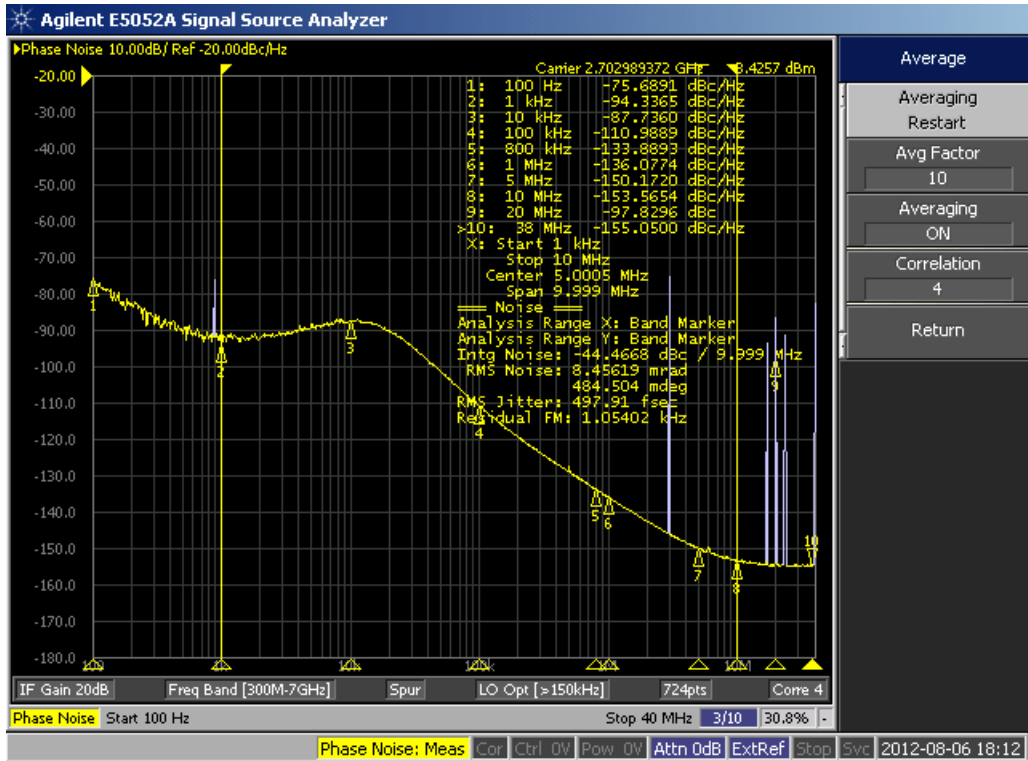 Agilent E5052A Signal Source Analyzer
Phase Noise 10.00dB/ Ref -20.00dBc/Hz
Carrier 2.702989372 GHz 8.4257 dBm
-20.00
-30.00
-40.00
-50.00
-60.00
-70.00
-80.00
-90.00
-100.0
-110.0
-120.0
-130.0
-140.0
-150.0
-160.0
-170.0
-180.0
1: 100 Hz -75.6891 dBc/Hz
2: 1 kHz -94.3365 dBc/Hz
3: 10 kHz -87.7360 dBc/Hz
4: 100 kHz -110.9889 dBc/Hz
5: 800 kHz -133.8893 dBc/Hz
6: 1 MHz -136.0774 dBc/Hz
7: 5 MHz -150.1720 dBc/Hz
8: 10 MHz -153.5654 dBc/Hz
9: 20 MHz -97.8296 dBc
>10: 38 MHz -155.0500 dBc/Hz
X: Start 1 kHz
Stop 10 MHz
Center 5.0005 MHz
Span 9.999 MHz
=== Noise ===
Analysis Range X: Band Marker
Analysis Range Y: Band Marker
Intg Noise: -44.4668 dBc / 9.999 MHz
RMS Noise: 8.45619 mrad
484.504 mdeg
RMS Jitter: 497.91 fsec
Residual FM: 1.05402 kHz
1
2
3
4
5
6
7
8
9
10
IF Gain 20dB
Freq Band [300M-7GHz]
Spur
LO Opt [>150kHz]
724pts
Corre 4
Phase Noise Start 100 Hz
Stop 40 MHz
3/10
30.8%
Phase Noise: Meas Cor Ctrl 0V Pow 0V Attn 0dB ExtRef Stop Svc 2012-08-06 18:12
Average
Averaging
Restart
Avg Factor
10
Averaging
ON
Correlation
4
Return